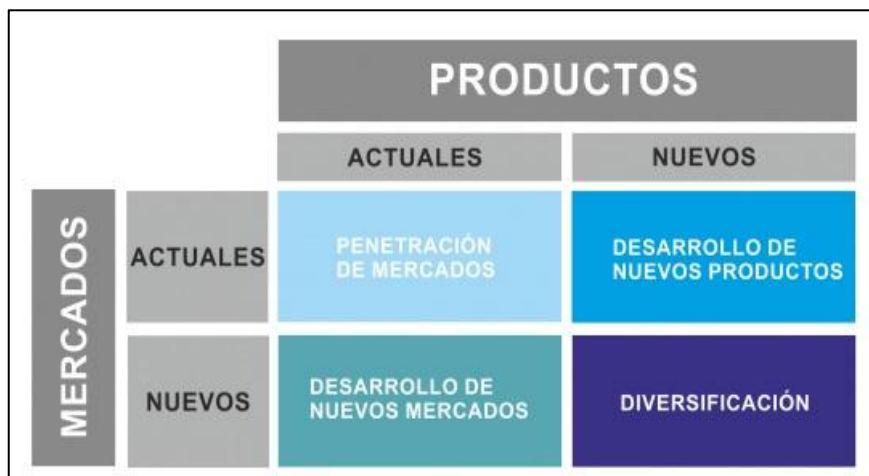 PRODUCTOS
ACTUALES
NUEVOS
MERCADOS
ACTUALES
PENETRACIÓN
DE MERCADOS
DESARROLLO DE
NUEVOS PRODUCTOS
NUEVOS
DESARROLLO DE
NUEVOS MERCADOS
DIVERSIFICACIÓN